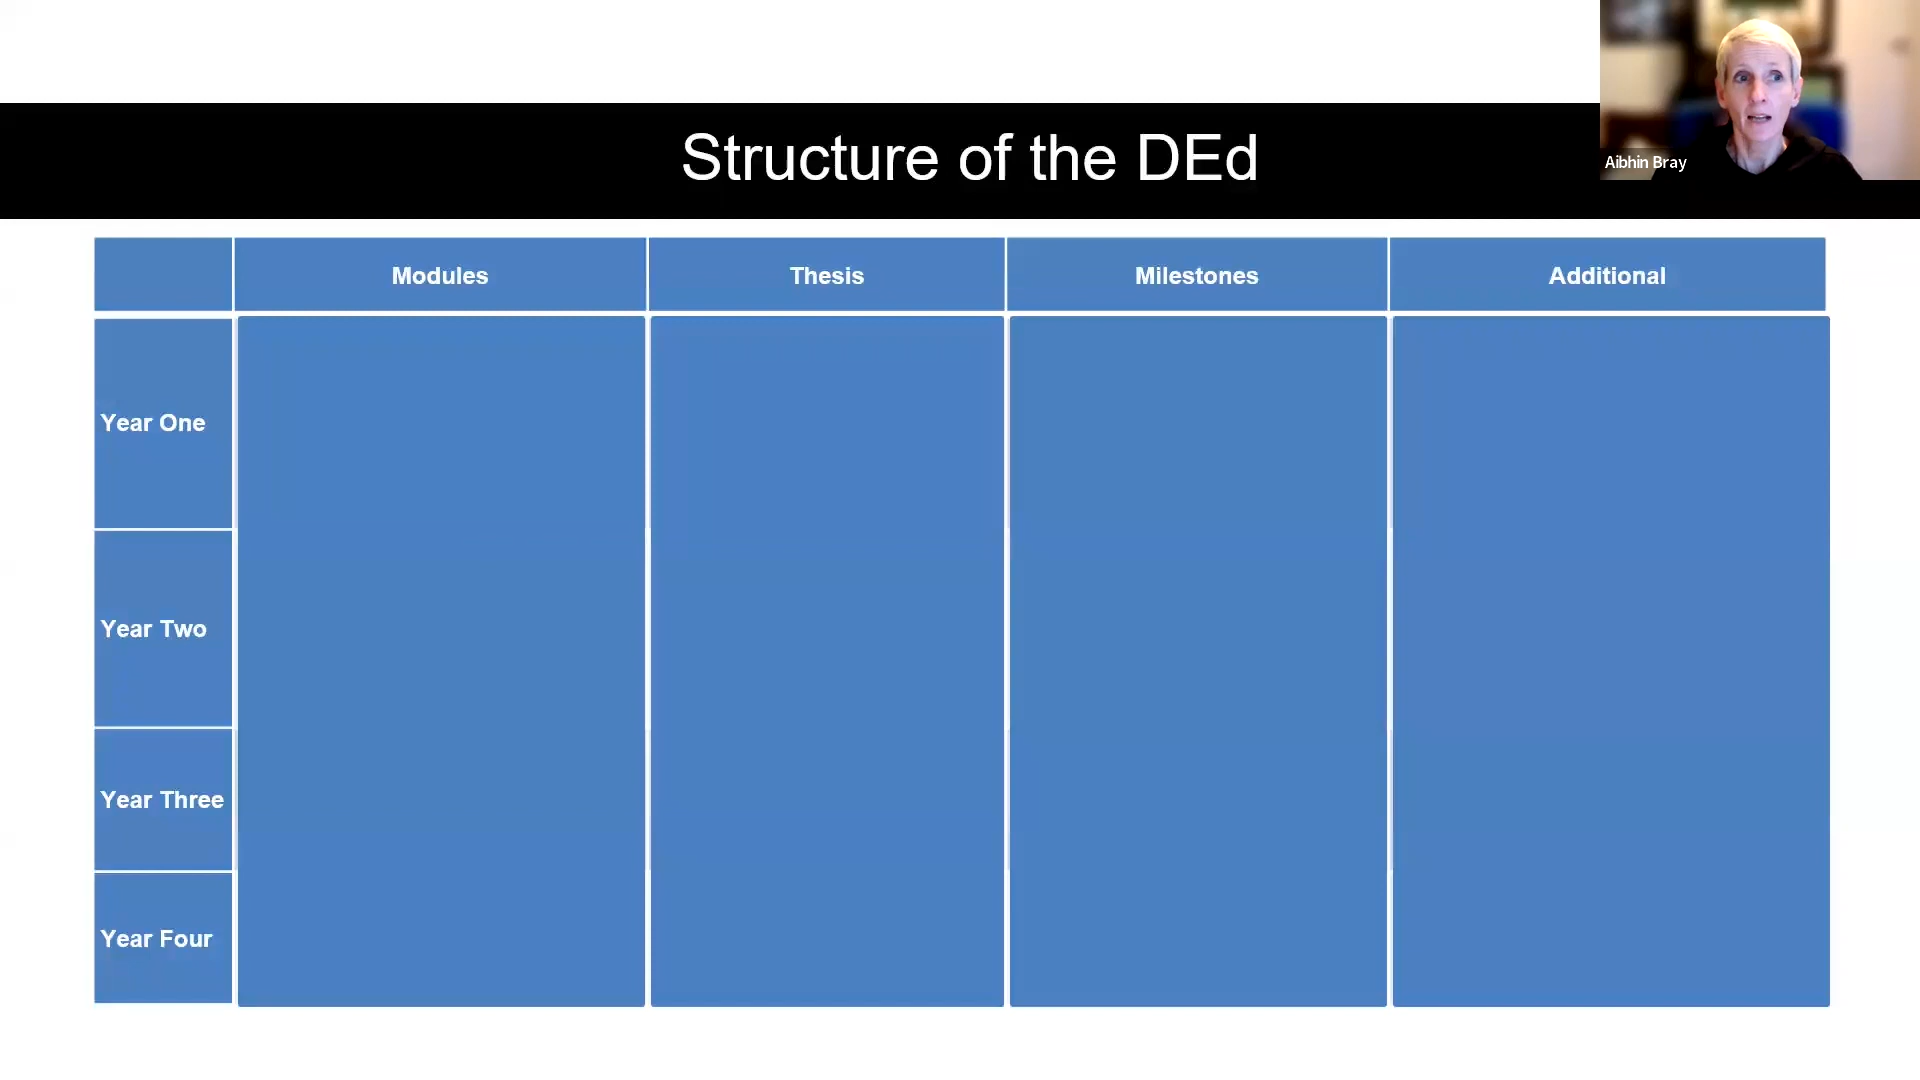 Structure of the DEd
Aibhin Bray
Modules
Thesis
Milestones
Additional
Year One
Year Two
Year Three
Year Four